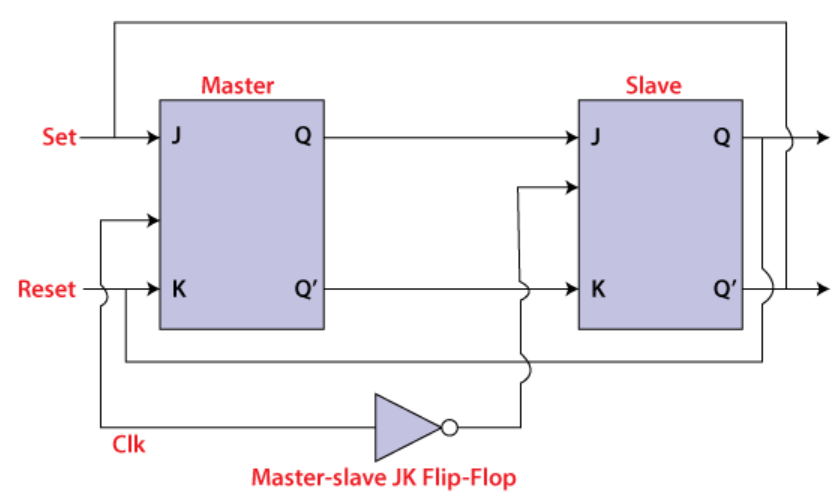 Master
Slave
Set
J
Q
J
Q
Reset
K
Q'
K
Q'
Clk
Master-slave JK Flip-Flop